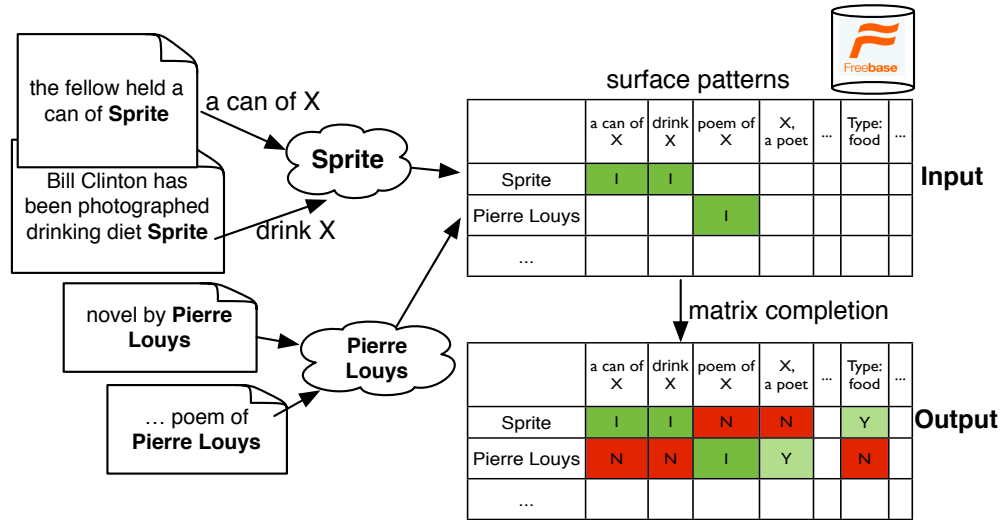 the fellow held a
can of Sprite
a can of X
Bill Clinton has
been photographed
drinking diet Sprite
drink X
Sprite
novel by Pierre
Louys
... poem of
Pierre Louys
Pierre
Louys
Freebase
surface patterns
a can of X drink X poem of X X, a poet ... Type: food ...
Sprite I I
Pierre Louys I
...
Input
matrix completion
a can of X drink X poem of X X, a poet ... Type: food ...
Sprite I I N N Y
Pierre Louys N N I Y N
...
Output